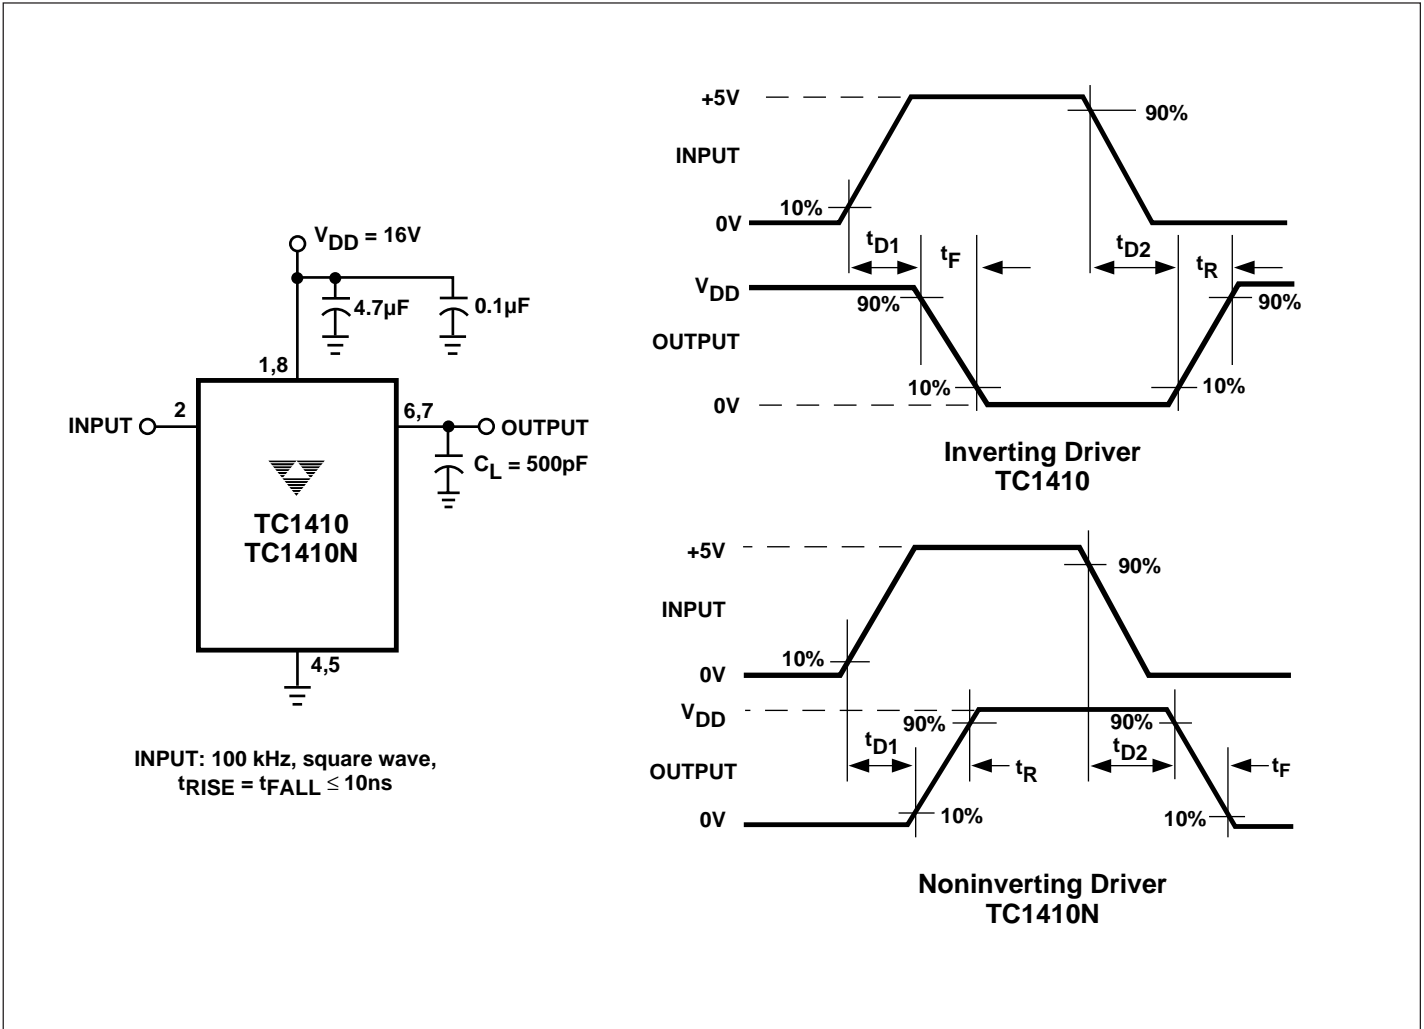 V_DD = 16V
4.7µF
0.1µF
1,8
INPUT
2
6,7
OUTPUT
C_L = 500pF
TC1410
TC1410N
4,5
INPUT: 100 kHz, square wave,
t_RISE = t_FALL ≤ 10ns
+5V
90%
INPUT
10%
0V
t_D1
t_F
t_D2
t_R
V_DD
90%
90%
OUTPUT
10%
10%
0V
Inverting Driver
TC1410
+5V
90%
INPUT
10%
0V
V_DD
90%
90%
t_D1
t_R
t_D2
t_F
OUTPUT
10%
10%
0V
Noninverting Driver
TC1410N